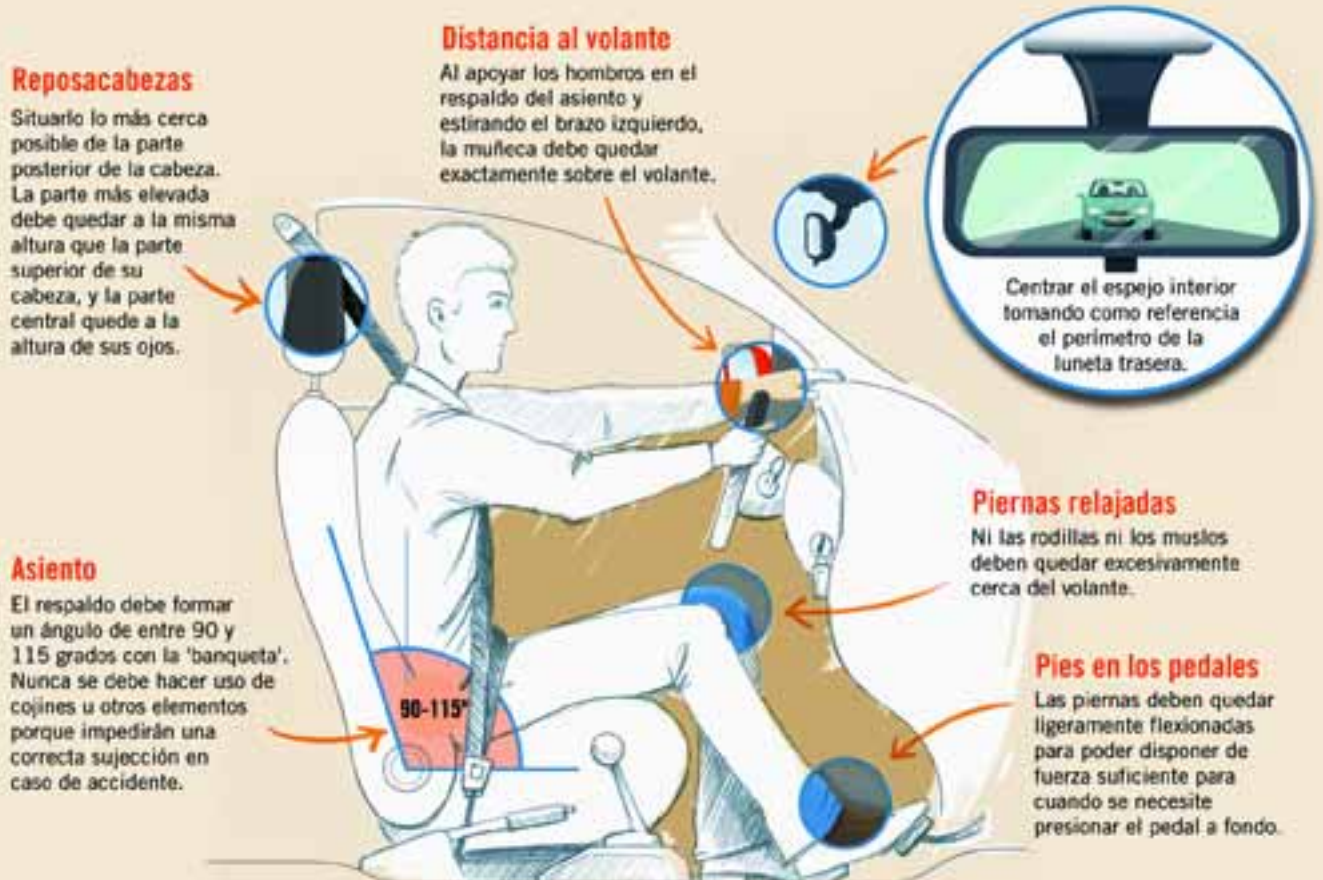 Reposacabezas
Situarlo lo más cerca
posible de la parte
posterior de la cabeza.
La parte más elevada
debe quedar a la misma
altura que la parte
superior de su
cabeza, y la parte
central quede a la
altura de sus ojos.
Distancia al volante
Al apoyar los hombros en el
respaldo del asiento y
estirando el brazo izquierdo,
la muñeca debe quedar
exactamente sobre el volante.
Centrar el espejo interior
tomando como referencia
el perímetro de la
luneta trasera.
Asiento
El respaldo debe formar
un ángulo de entre 90 y
115 grados con la 'banqueta'.
Nunca se debe hacer uso de
cojines u otros elementos
porque impedirán una
correcta sujección en
caso de accidente.
90-115°
Piernas relajadas
Ni las rodillas ni los muslos
deben quedar excesivamente
cerca del volante.
Pies en los pedales
Las piernas deben quedar
ligeramente flexionadas
para poder disponer de
fuerza suficiente para
cuando se necesite
presionar el pedal a fondo.